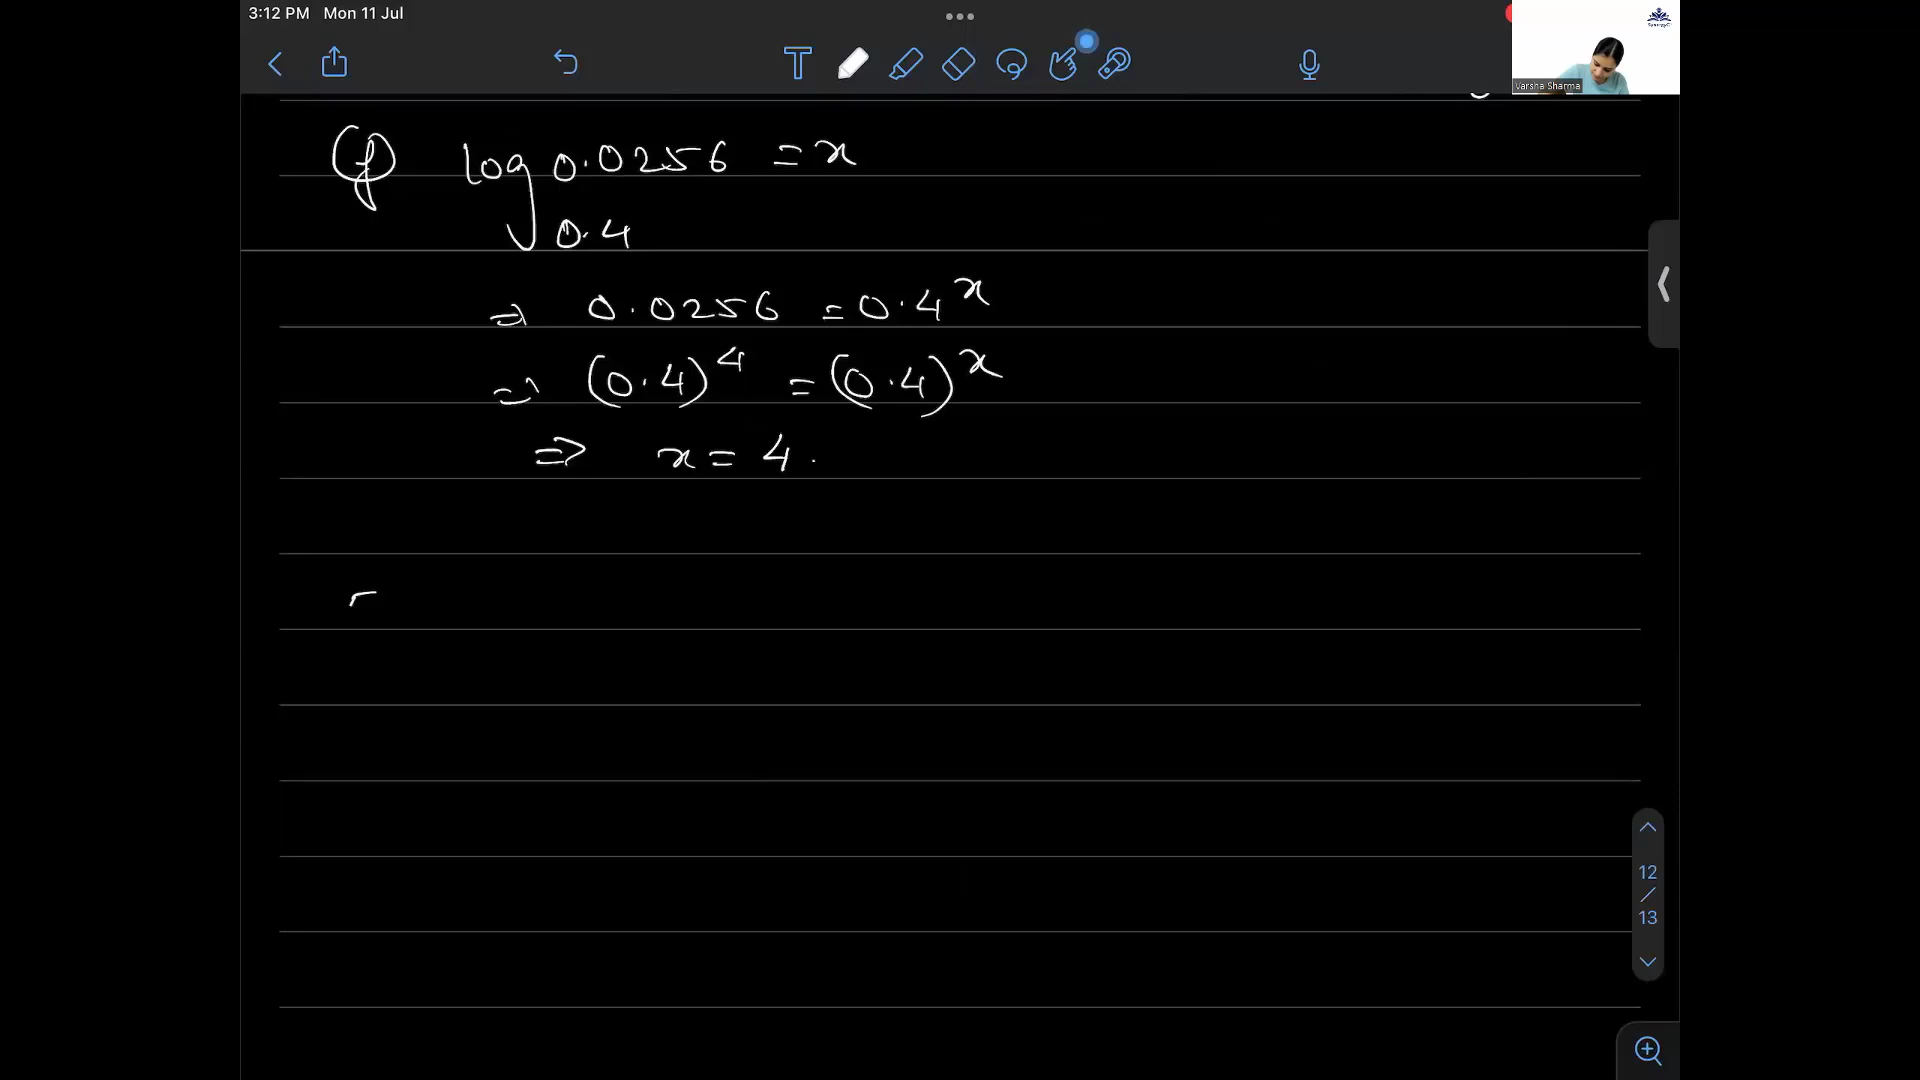 3:12 PM Mon 11 Jul
Varsha Sharma
(f) log 0.0256 = x
0.4
⇒ 0.0256 = 0.4^x
⇒ (0.4)^4 = (0.4)^x
⇒ x = 4.
12
/
13